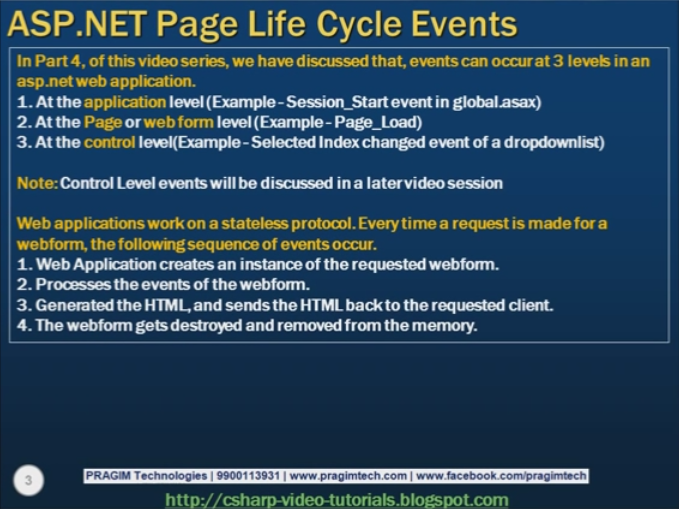 ASP.NET Page Life Cycle Events
In Part 4, of this video series, we have discussed that, events can occur at 3 levels in an
asp.net web application.
1. At the application level(Example - Session_Start event in global.asax)
2. At the Page or web form level(Example - Page_Load)
3. At the control level(Example - Selected Index changed event of a dropdownlist)
Note: Control Level events will be discussed in a later video session
Web applications work on a stateless protocol. Every time a request is made for a
webform, the following sequence of events occur.
1. Web Application creates an instance of the requested webform.
2. Processes the events of the webform.
3. Generated the HTML, and sends the HTML back to the requested client.
4. The webform gets destroyed and removed from the memory.
3
PRAGIM Technologies | 9900113931 | www.pragimtech.com | www.facebook.com/pragimtech
http://csharp-video-tutorials.blogspot.com